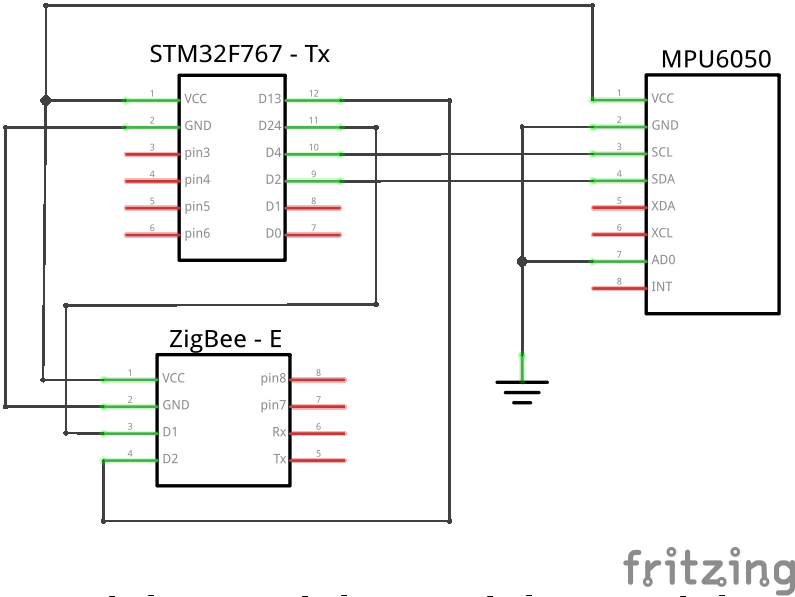 STM32F767 - Tx
1 VCC D13 12
2 GND D24 11
3 pin3 D4 10
4 pin4 D2 9
5 pin5 D1 8
6 pin6 D0 7
MPU6050
1 VCC
2 GND
3 SCL
4 SDA
5 XDA
6 XCL
7 AD0
8 INT
ZigBee - E
1 VCC pin8 8
2 GND pin7 7
3 D1 Rx 6
4 D2 Tx 5
fritzing